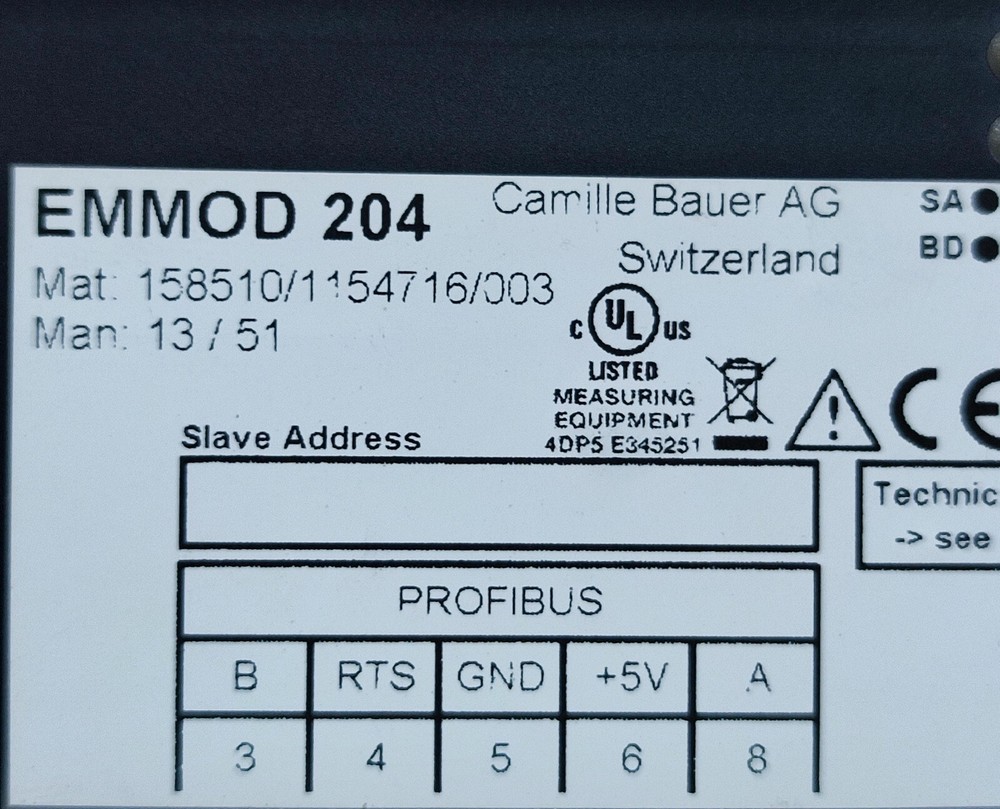 EMMOD 204
Camille Bauer AG
Switzerland
SA
BD
Mat: 158510/1154716/003
Man: 13 / 51
C UL US
LISTED
MEASURING
EQUIPMENT
4DP5 E345251
CE
Slave Address
Technic
-> see
PROFIBUS
B RTS GND +5V A
3 4 5 6 8